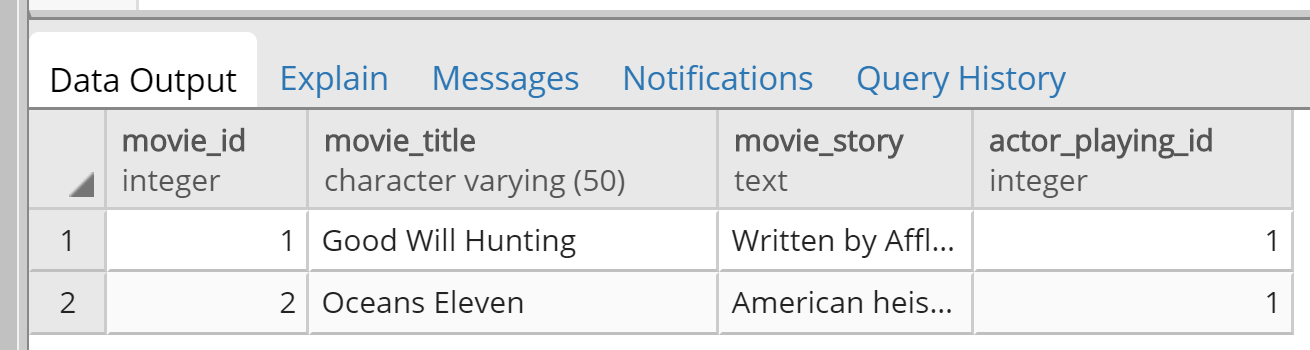 Data Output Explain Messages Notifications Query History
movie_id movie_title movie_story actor_playing_id
integer character varying (50) text integer
1 1 Good Will Hunting Written by Affl... 1
2 2 Oceans Eleven American heis... 1